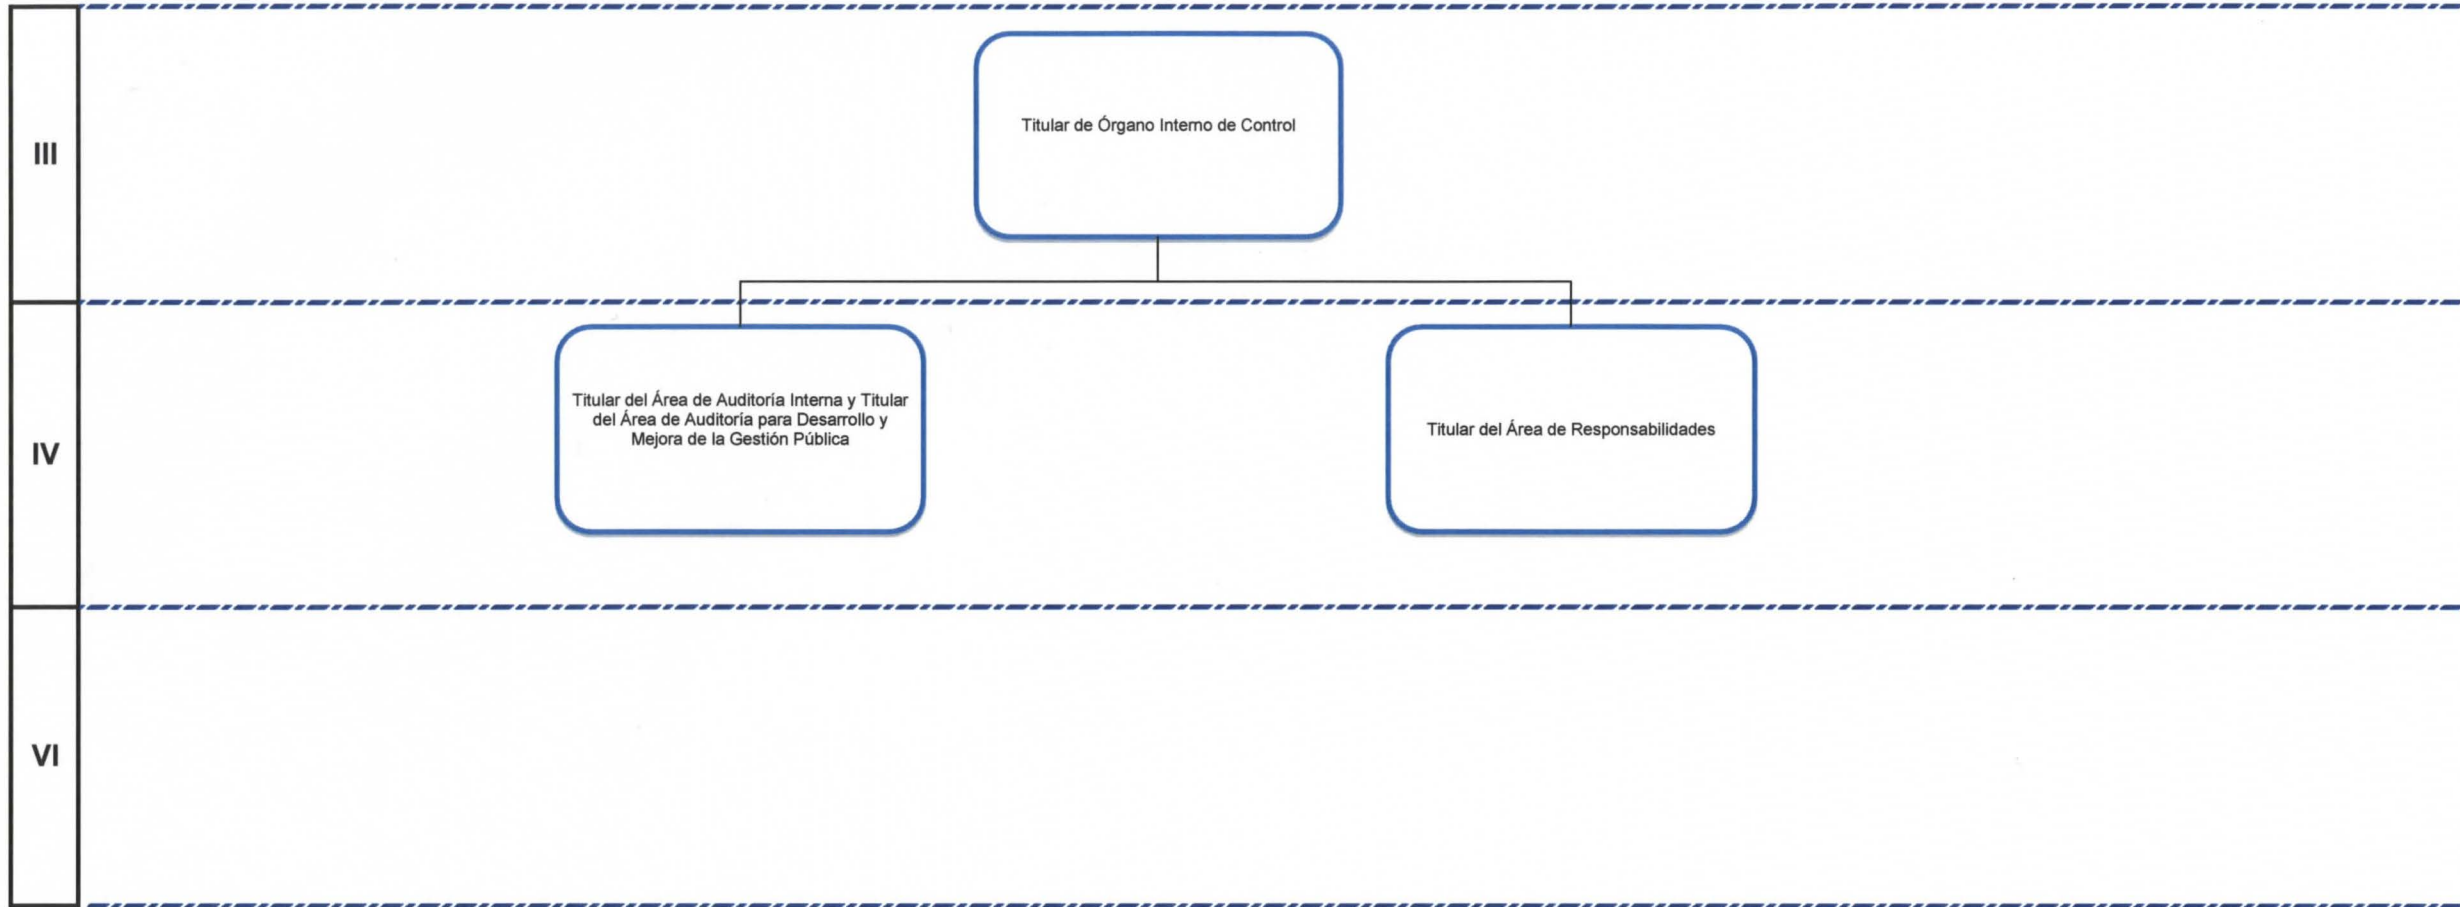 III
Titular de Órgano Interno de Control
IV
Titular del Área de Auditoría Interna y Titular
del Área de Auditoría para Desarrollo y
Mejora de la Gestión Pública
Titular del Área de Responsabilidades
VI